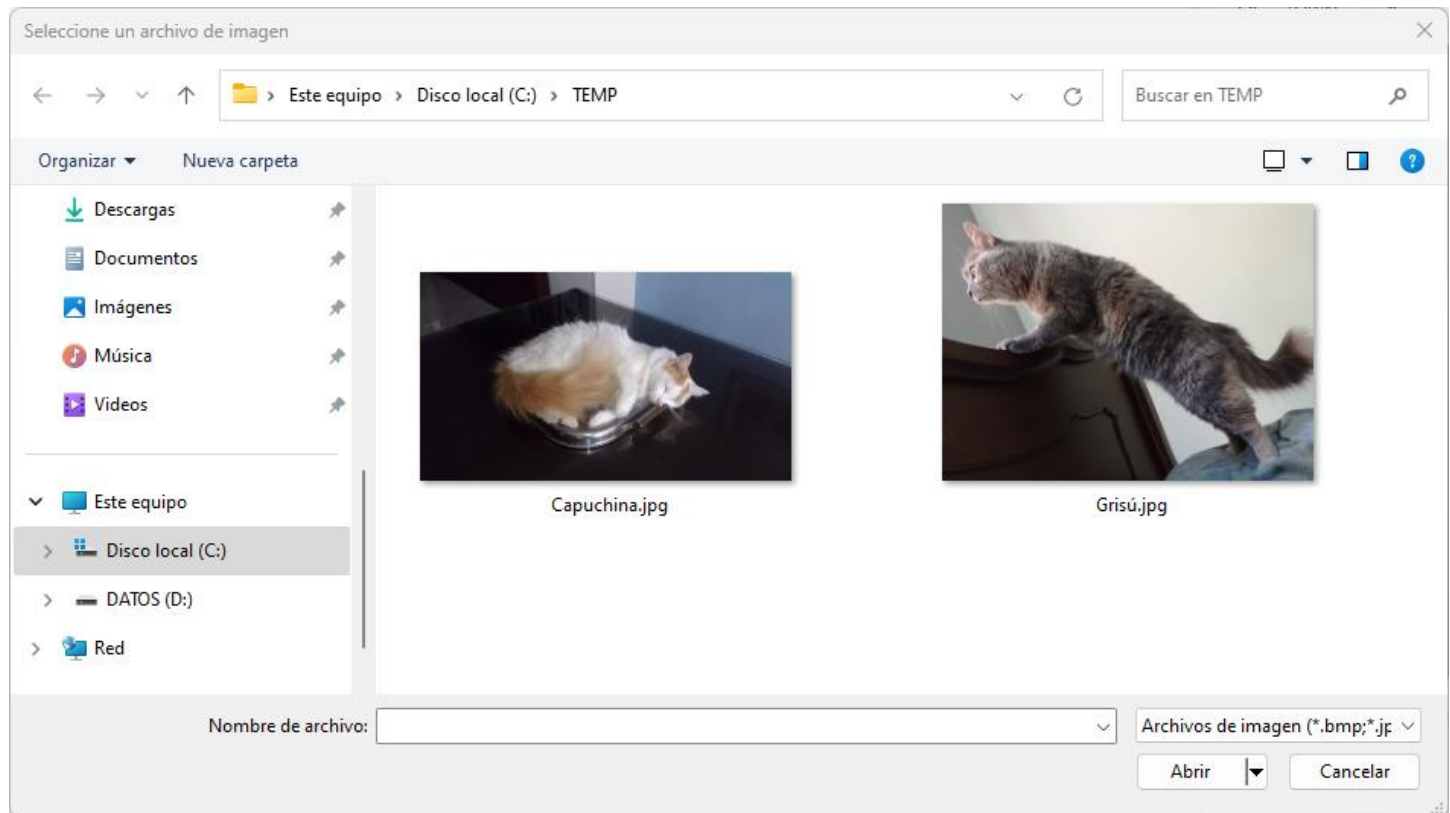 Seleccione un archivo de imagen
Este equipo > Disco local (C:) > TEMP
Buscar en TEMP
Organizar
Nueva carpeta
Descargas
Documentos
Imágenes
Música
Videos
Este equipo
Disco local (C:)
DATOS (D:)
Red
Capuchina.jpg
Grisú.jpg
Nombre de archivo:
Archivos de imagen (*.bmp;*.jp
Abrir
Cancelar